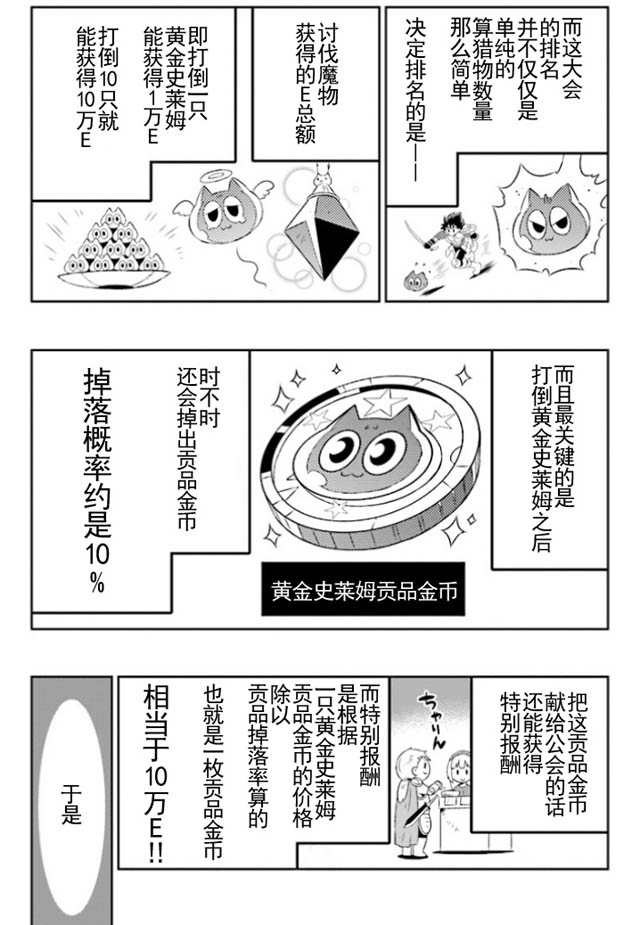 而这大会
的排名
并不仅仅是
单纯的
算猎物数量
那么简单
决定排名的是——
讨伐魔物
获得的E总额
即打倒一只
黄金史莱姆
能获得1万E
打倒10只就
能获得10万E
而且最关键的是
打倒黄金史莱姆之后
黄金史莱姆贡品金币
时不时
还会掉出贡品金币
掉落概率约是10%
把这贡品金币
献给公会的话
还能获得
特别报酬
ちゃりん
而特别报酬
是根据
一只黄金史莱姆
贡品金币的价格
除以
贡品掉落率算的
也就是一枚贡品金币
相当于10万E!!
于是